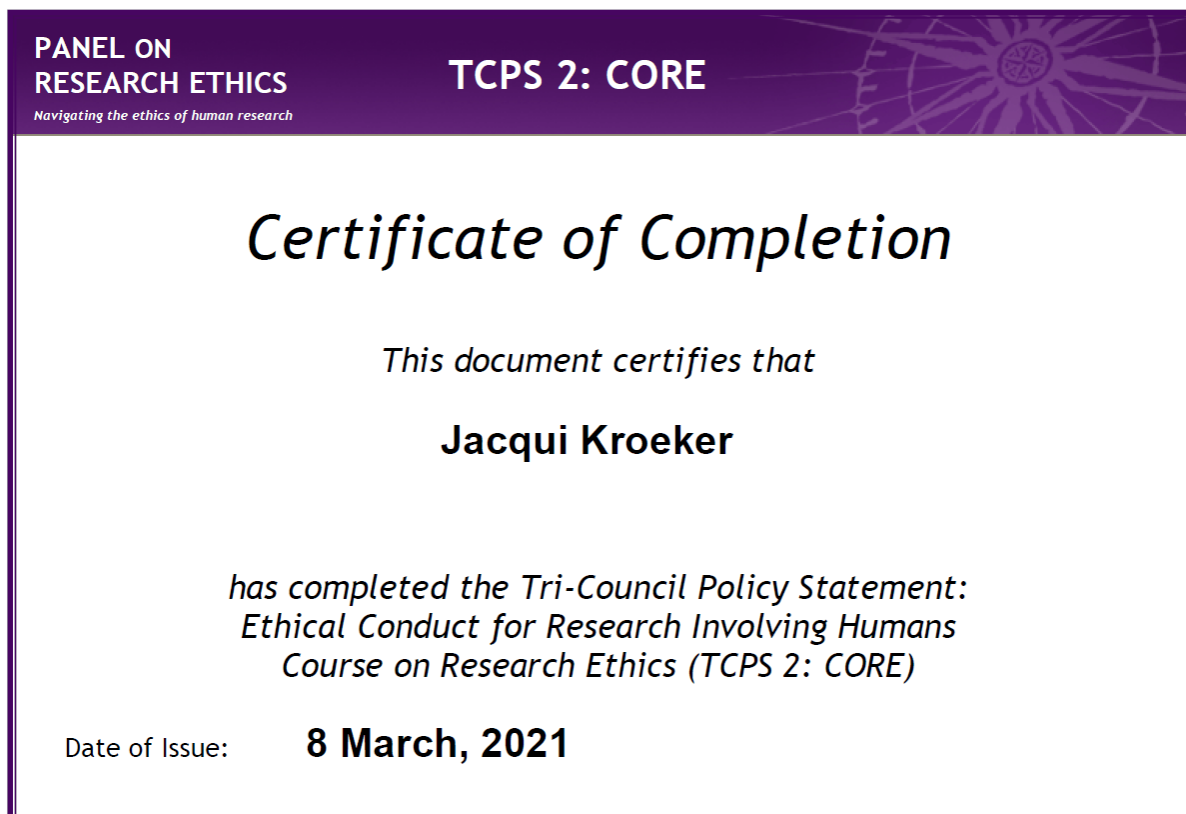 PANEL ON
RESEARCH ETHICS
Navigating the ethics of human research
TCPS 2: CORE
Certificate of Completion
This document certifies that
Jacqui Kroeker
has completed the Tri-Council Policy Statement:
Ethical Conduct for Research Involving Humans
Course on Research Ethics (TCPS 2: CORE)
Date of Issue: 8 March, 2021